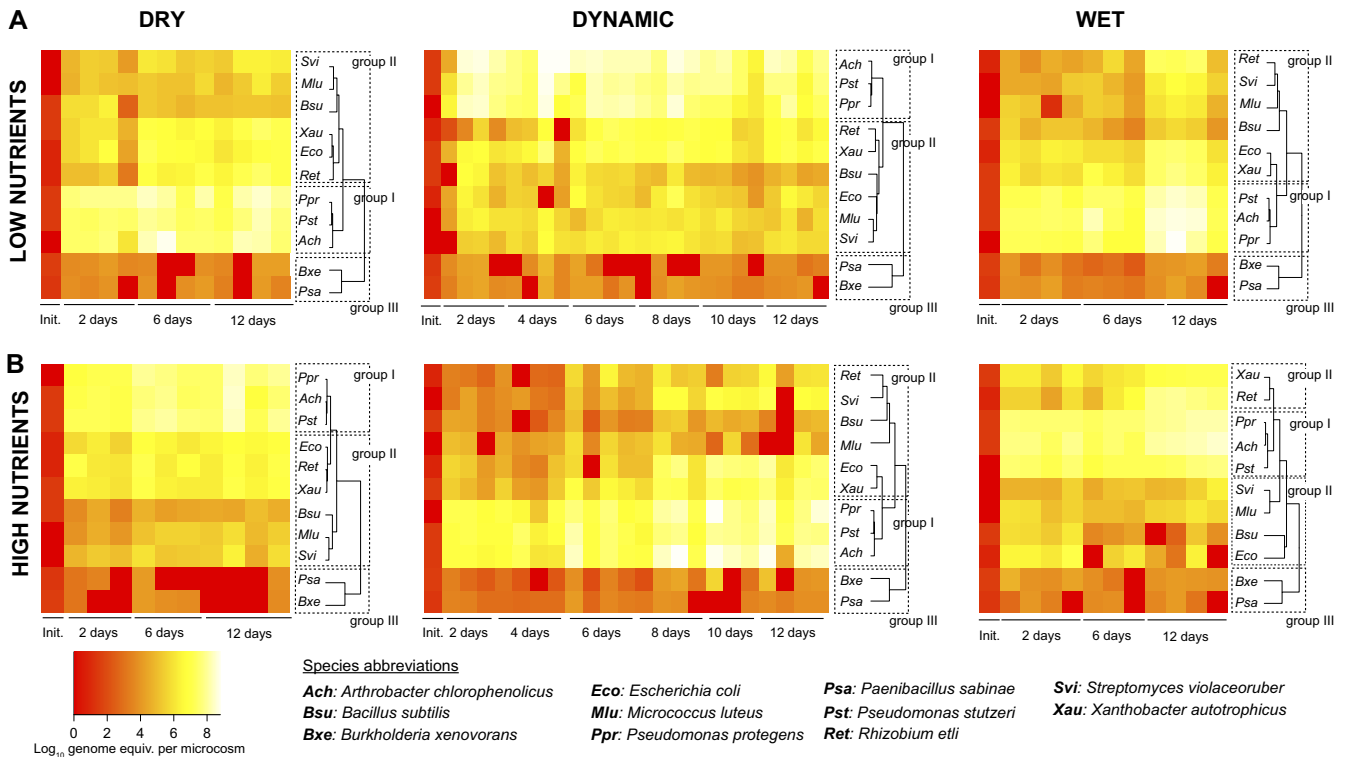 A
DRY
DYNAMIC
WET
LOW NUTRIENTS
Svi
Mlu
Bsu
Xau
Eco
Ret
Ppr
Pst
Ach
Bxe
Psa
group II
group I
group III
Init. 2 days 6 days 12 days
Ach
Pst
Ppr
Ret
Xau
Bsu
Eco
Mlu
Svi
Psa
Bxe
group I
group II
group III
Init. 2 days 4 days 6 days 8 days 10 days 12 days
Ret
Svi
Mlu
Bsu
Eco
Xau
Pst
Ach
Ppr
Bxe
Psa
group II
group I
group III
Init. 2 days 6 days 12 days
B
HIGH NUTRIENTS
Ppr
Ach
Pst
Eco
Ret
Xau
Bsu
Mlu
Svi
Psa
Bxe
group I
group II
group III
Init. 2 days 6 days 12 days
Ret
Svi
Bsu
Mlu
Eco
Xau
Ppr
Pst
Ach
Bxe
Psa
group II
group I
group III
Init. 2 days 4 days 6 days 8 days 10 days 12 days
Xau
Ret
Ppr
Ach
Pst
Svi
Mlu
Bsu
Eco
Bxe
Psa
group II
group I
group II
group III
Init. 2 days 6 days 12 days
0 2 4 6 8
Log10 genome equiv. per microcosm
Species abbreviations
Ach: Arthrobacter chlorophenolicus
Bsu: Bacillus subtilis
Bxe: Burkholderia xenovorans
Eco: Escherichia coli
Mlu: Micrococcus luteus
Ppr: Pseudomonas protegens
Psa: Paenibacillus sabinae
Pst: Pseudomonas stutzeri
Ret: Rhizobium etli
Svi: Streptomyces violaceoruber
Xau: Xanthobacter autotrophicus